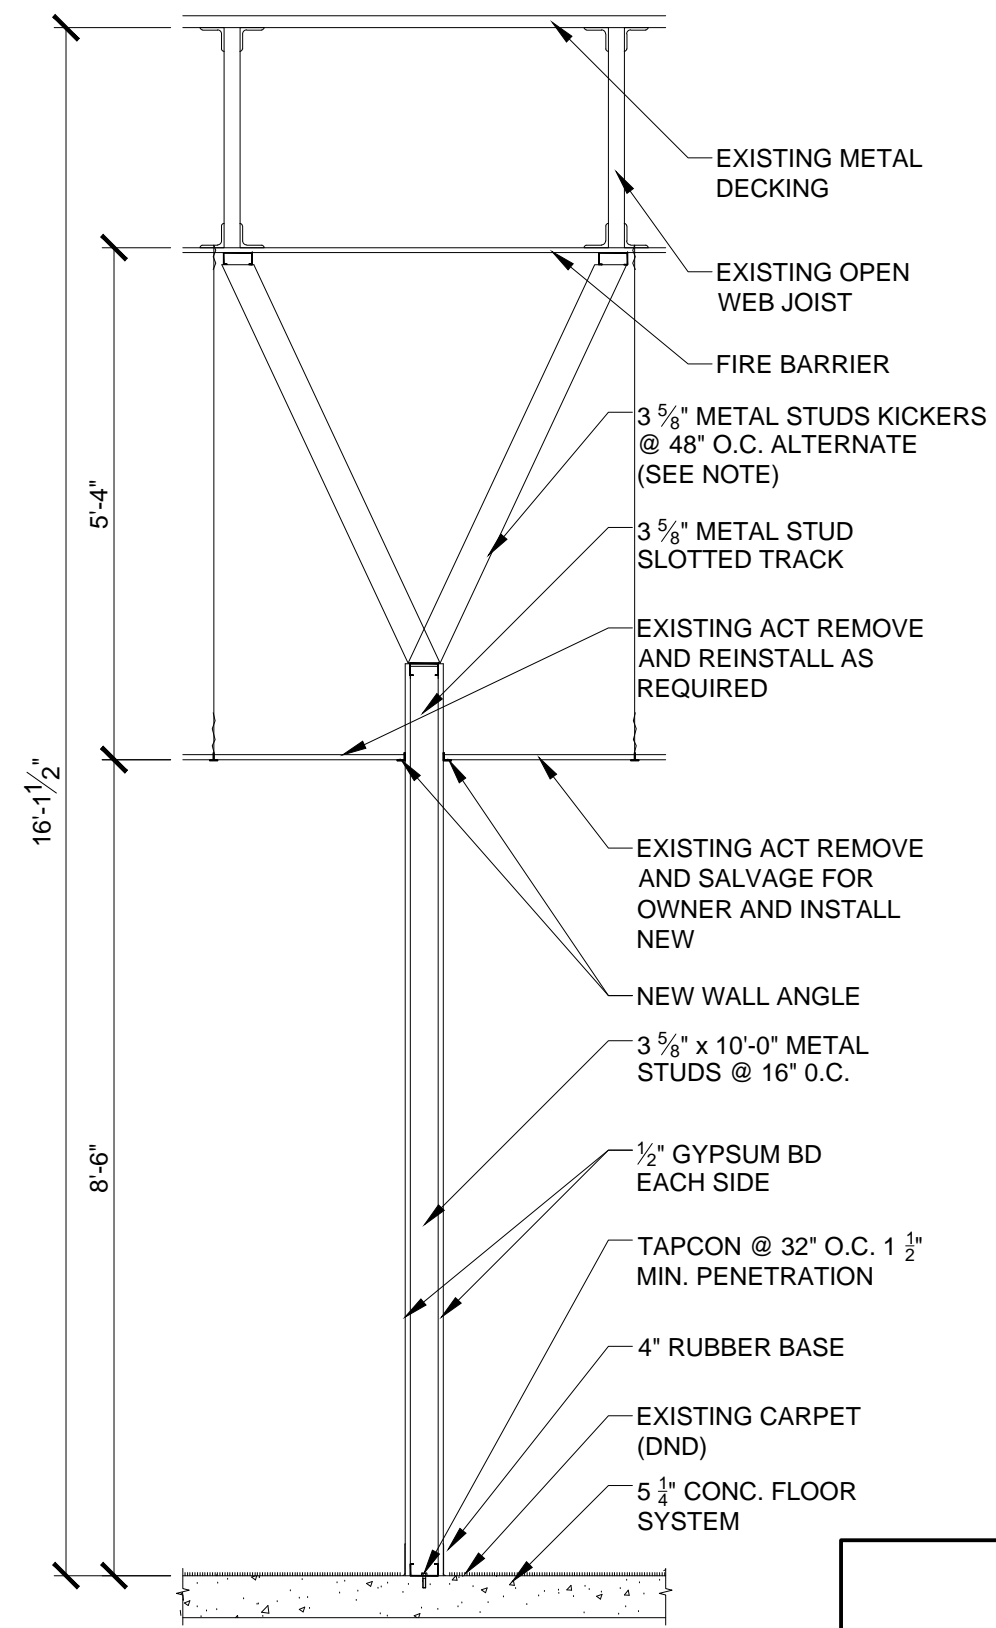 EXISTING METAL
DECKING
EXISTING OPEN
WEB JOIST
FIRE BARRIER
3 ⅝" METAL STUDS KICKERS
@ 48" O.C. ALTERNATE
(SEE NOTE)
3 ⅝" METAL STUD
SLOTTED TRACK
EXISTING ACT REMOVE
AND REINSTALL AS
REQUIRED
EXISTING ACT REMOVE
AND SALVAGE FOR
OWNER AND INSTALL
NEW
NEW WALL ANGLE
3 ⅝" x 10'-0" METAL
STUDS @ 16" 0.C.
½" GYPSUM BD
EACH SIDE
TAPCON @ 32" O.C. 1 ½"
MIN. PENETRATION
4" RUBBER BASE
EXISTING CARPET
(DND)
5 ¼" CONC. FLOOR
SYSTEM
5'-4"
16'-1½"
8'-6"